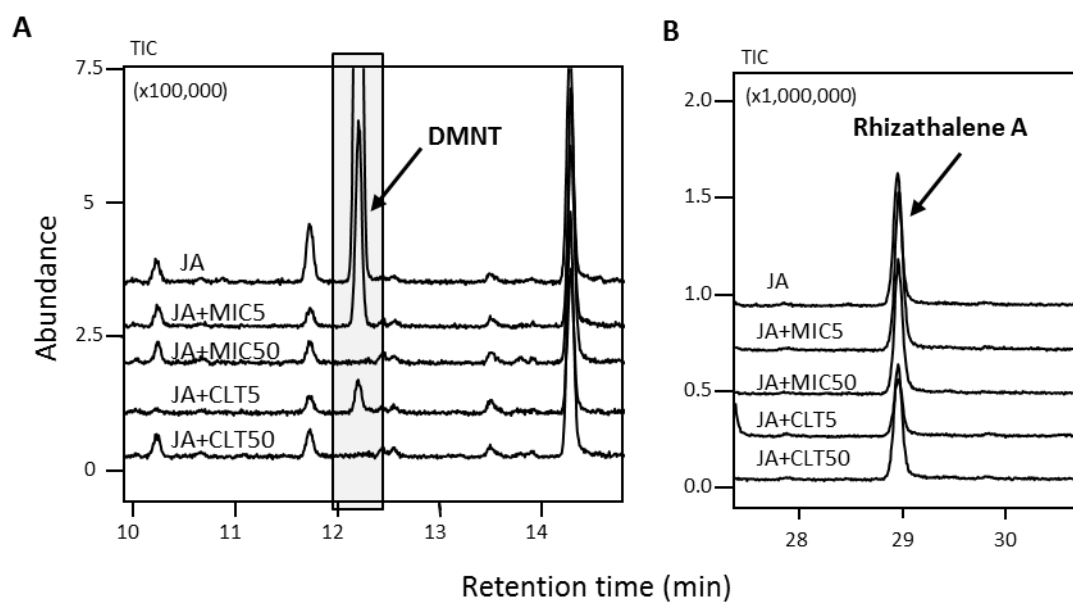 A
TIC
(x100,000)
7.5
5
2.5
0
Abundance
DMNT
JA
JA+MIC5
JA+MIC50
JA+CLT5
JA+CLT50
10 11 12 13 14
B
TIC
(x1,000,000)
2.0
1.5
1.0
0.5
0.0
Rhizathalene A
JA
JA+MIC5
JA+MIC50
JA+CLT5
JA+CLT50
28 29 30
Retention time (min)